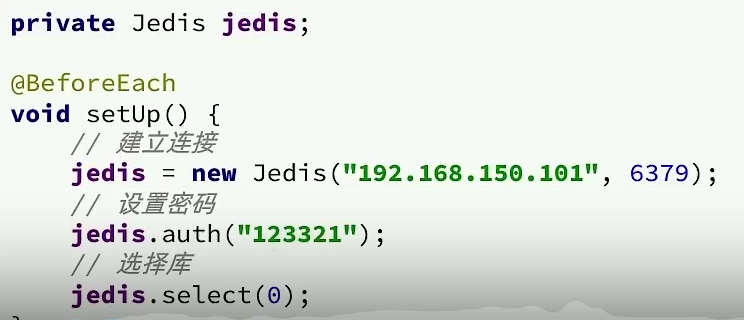 private Jedis jedis;
@BeforeEach
void setUp() {
// 建立连接
jedis = new Jedis("192.168.150.101", 6379);
// 设置密码
jedis.auth("123321");
// 选择库
jedis.select(0);
}